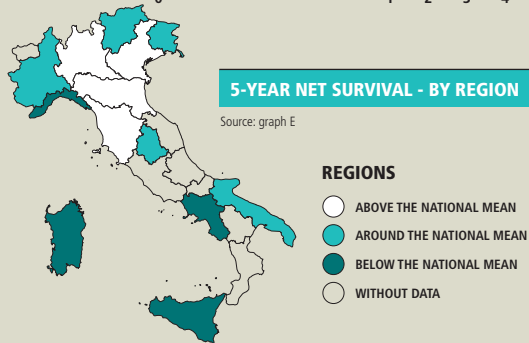 5-YEAR NET SURVIVAL - BY REGION
Source: graph E
REGIONS
ABOVE THE NATIONAL MEAN
AROUND THE NATIONAL MEAN
BELOW THE NATIONAL MEAN
WITHOUT DATA